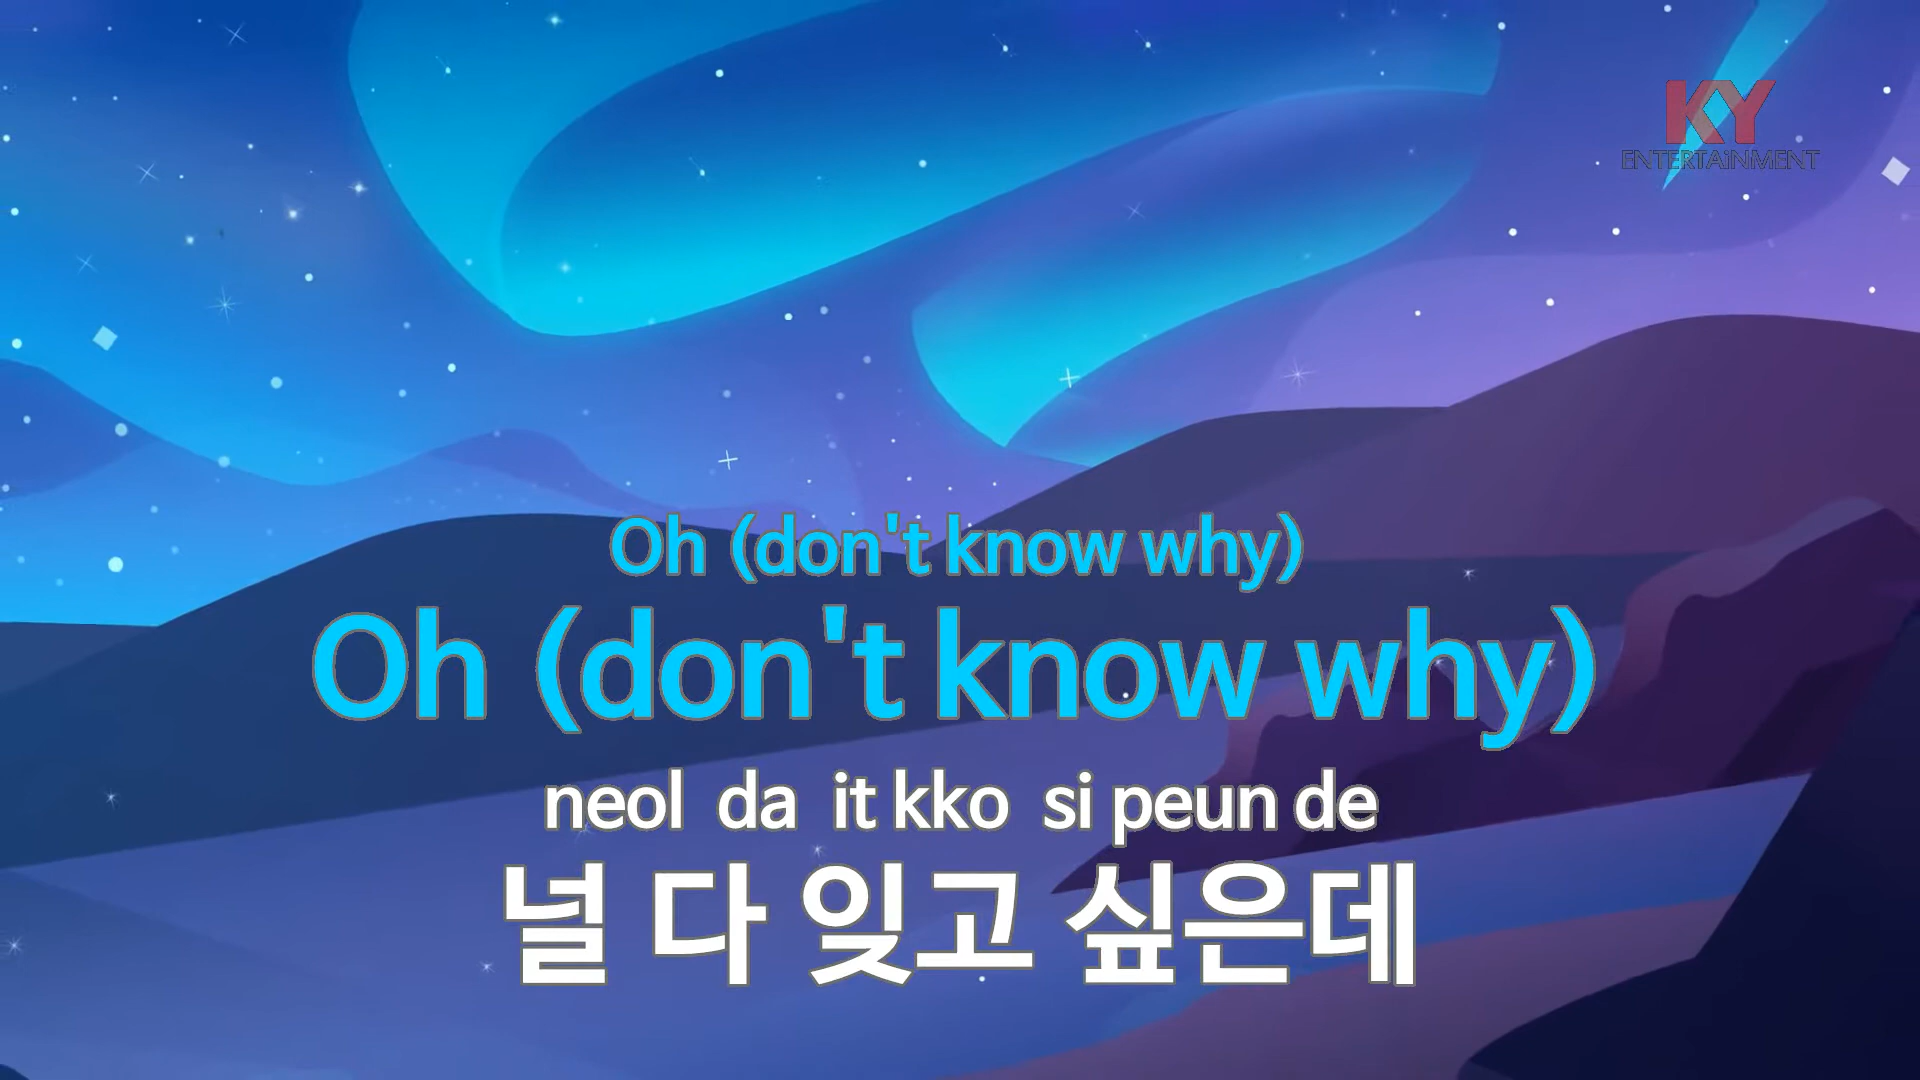 KY
ENTERTAiNMENT
Oh (don't know why)
Oh (don't know why)
neol da it kko si peun de
널 다 잊고 싶은데